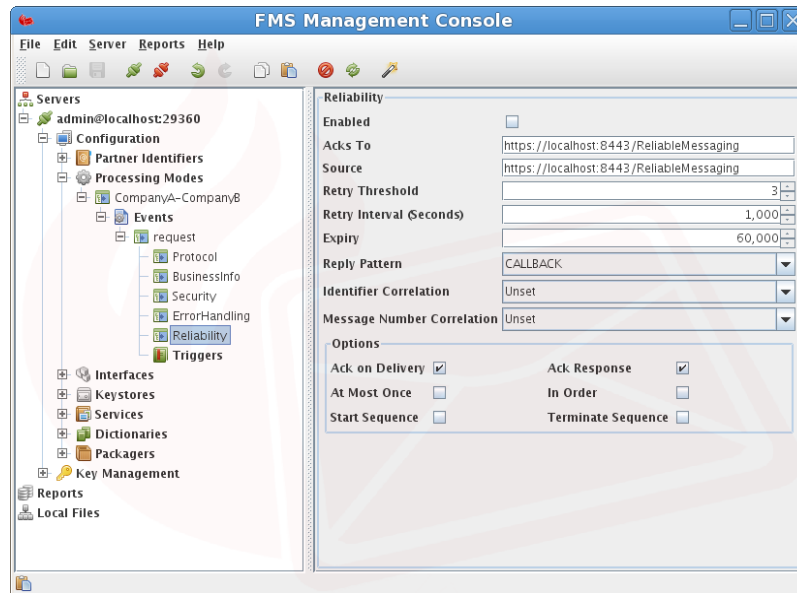 FMS Management Console
File Edit Server Reports Help
Servers
admin@localhost:29360
Configuration
Partner Identifiers
Processing Modes
CompanyA-CompanyB
Events
request
Protocol
BusinessInfo
Security
ErrorHandling
Reliability
Triggers
Interfaces
Keystores
Services
Dictionaries
Packagers
Key Management
Reports
Local Files
Reliability
Enabled
Acks To https://localhost:8443/ReliableMessaging
Source https://localhost:8443/ReliableMessaging
Retry Threshold 3
Retry Interval (Seconds) 1,000
Expiry 60,000
Reply Pattern CALLBACK
Identifier Correlation Unset
Message Number Correlation Unset
Options
Ack on Delivery Ack Response
At Most Once In Order
Start Sequence Terminate Sequence